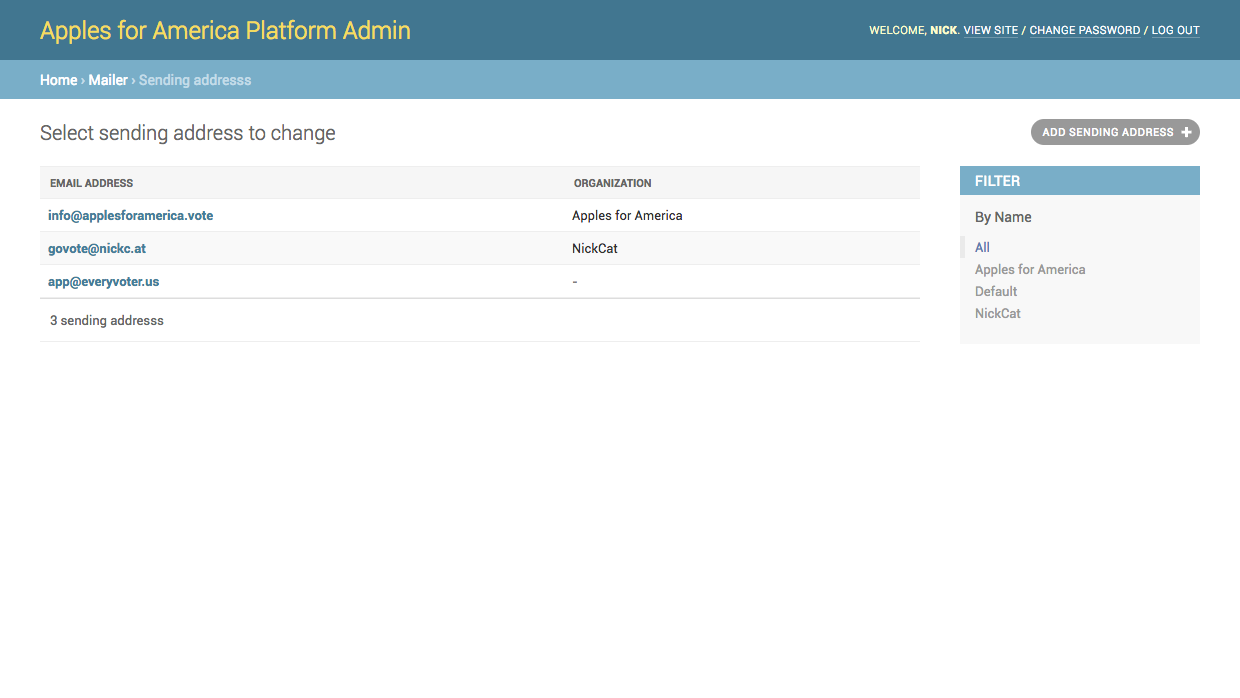 Apples for America Platform Admin
WELCOME, NICK. VIEW SITE / CHANGE PASSWORD / LOG OUT
Home › Mailer › Sending addresss
Select sending address to change
ADD SENDING ADDRESS +
EMAIL ADDRESS ORGANIZATION
info@applesforamerica.vote Apples for America
govote@nickc.at NickCat
app@everyvoter.us -
3 sending addresss
FILTER
By Name
All
Apples for America
Default
NickCat